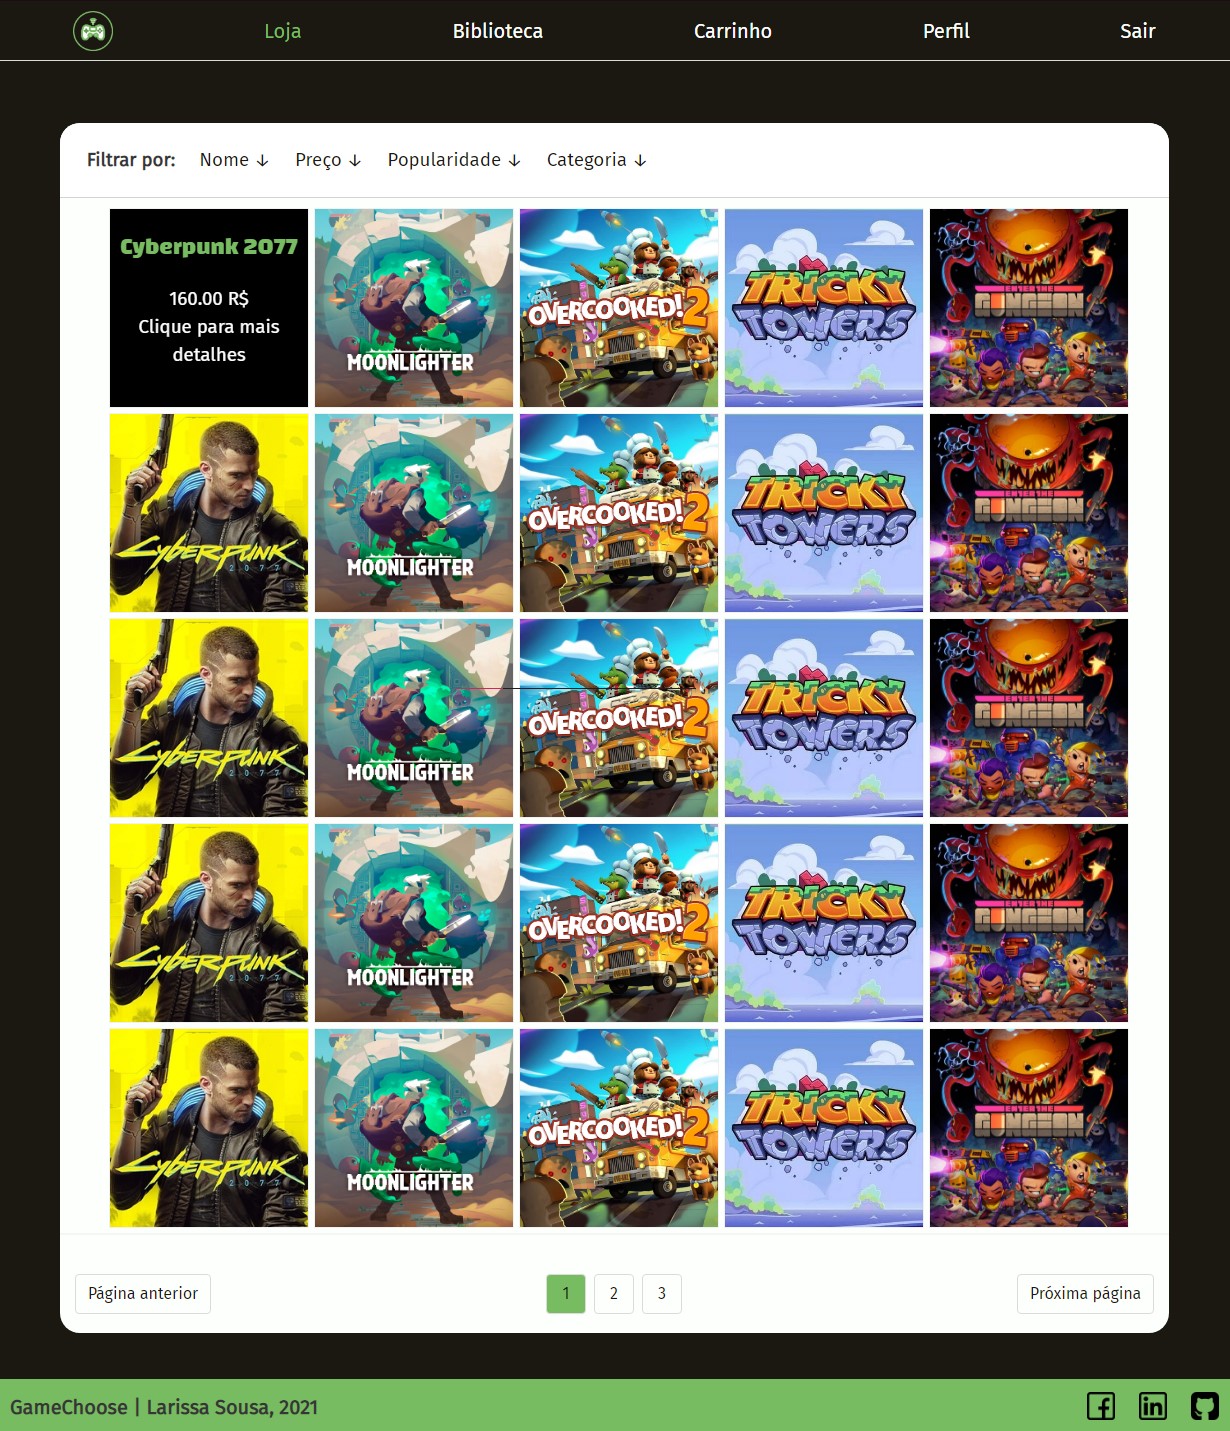 Loja Biblioteca Carrinho Perfil Sair
Filtrar por: Nome ↓ Preço ↓ Popularidade ↓ Categoria ↓
Cyberpunk 2077
160.00 R$
Clique para mais
detalhes
MOONLIGHTER
OVERCOOKED! 2
TRICKY
TOWERS
ENTER THE
GUNGEON
CYBERPUNK
2077
MOONLIGHTER
OVERCOOKED! 2
TRICKY
TOWERS
ENTER THE
GUNGEON
CYBERPUNK
2077
MOONLIGHTER
OVERCOOKED! 2
TRICKY
TOWERS
ENTER THE
GUNGEON
CYBERPUNK
2077
MOONLIGHTER
OVERCOOKED! 2
TRICKY
TOWERS
ENTER THE
GUNGEON
CYBERPUNK
2077
MOONLIGHTER
OVERCOOKED! 2
TRICKY
TOWERS
ENTER THE
GUNGEON
Página anterior 1 2 3 Próxima página
GameChoose | Larissa Sousa, 2021